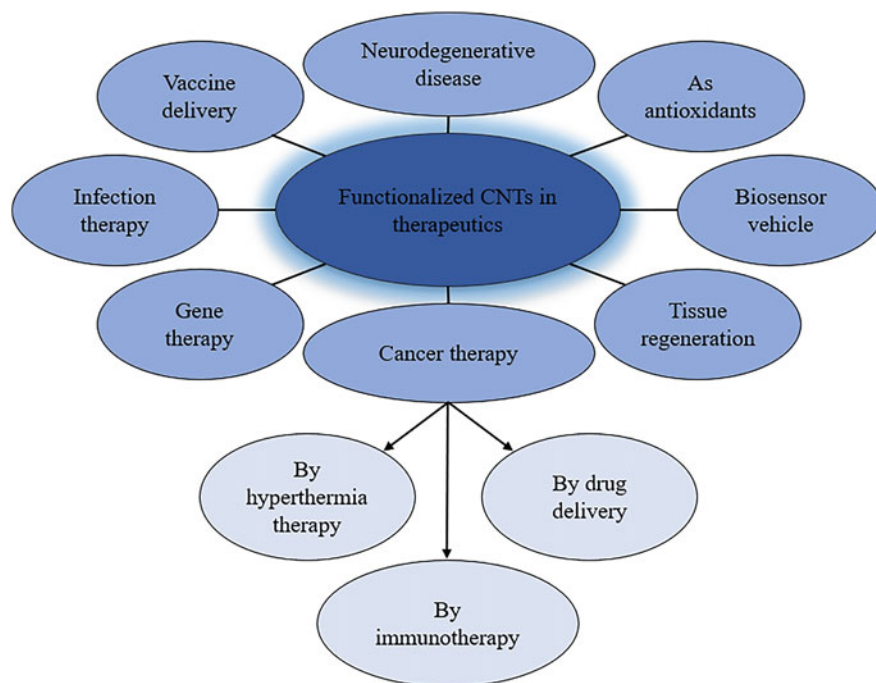 Neurodegenerative
disease
Vaccine
delivery
As
antioxidants
Infection
therapy
Functionalized CNTs in
therapeutics
Biosensor
vehicle
Gene
therapy
Tissue
regeneration
Cancer therapy
By
hyperthermia
therapy
By drug
delivery
By
immunotherapy